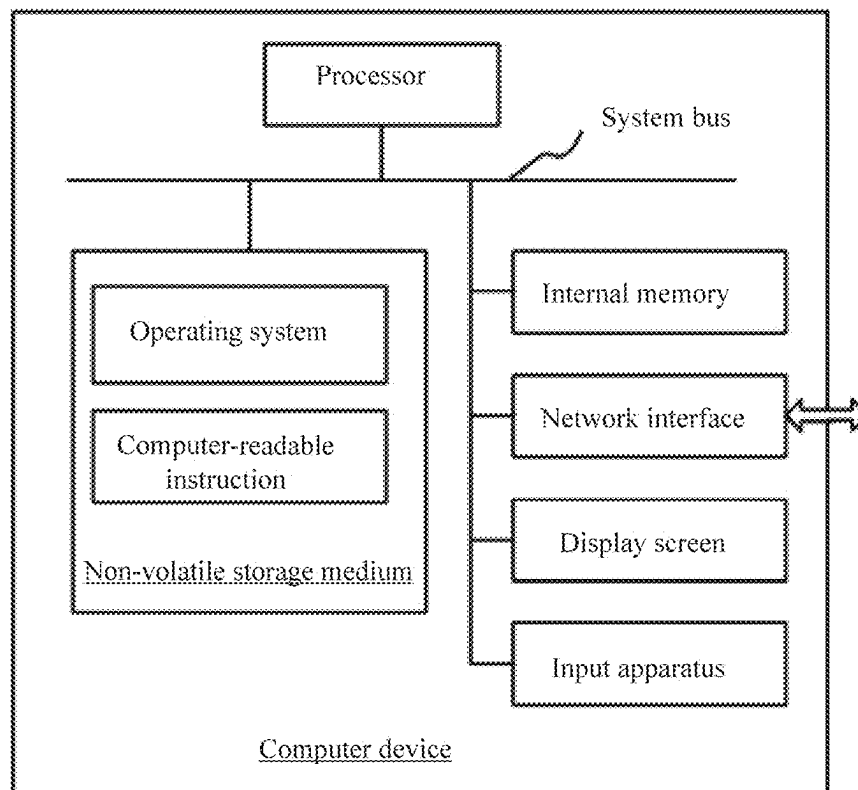 Processor
System bus
Operating system
Computer-readable
instruction
Non-volatile storage medium
Internal memory
Network interface
Display screen
Input apparatus
Computer device